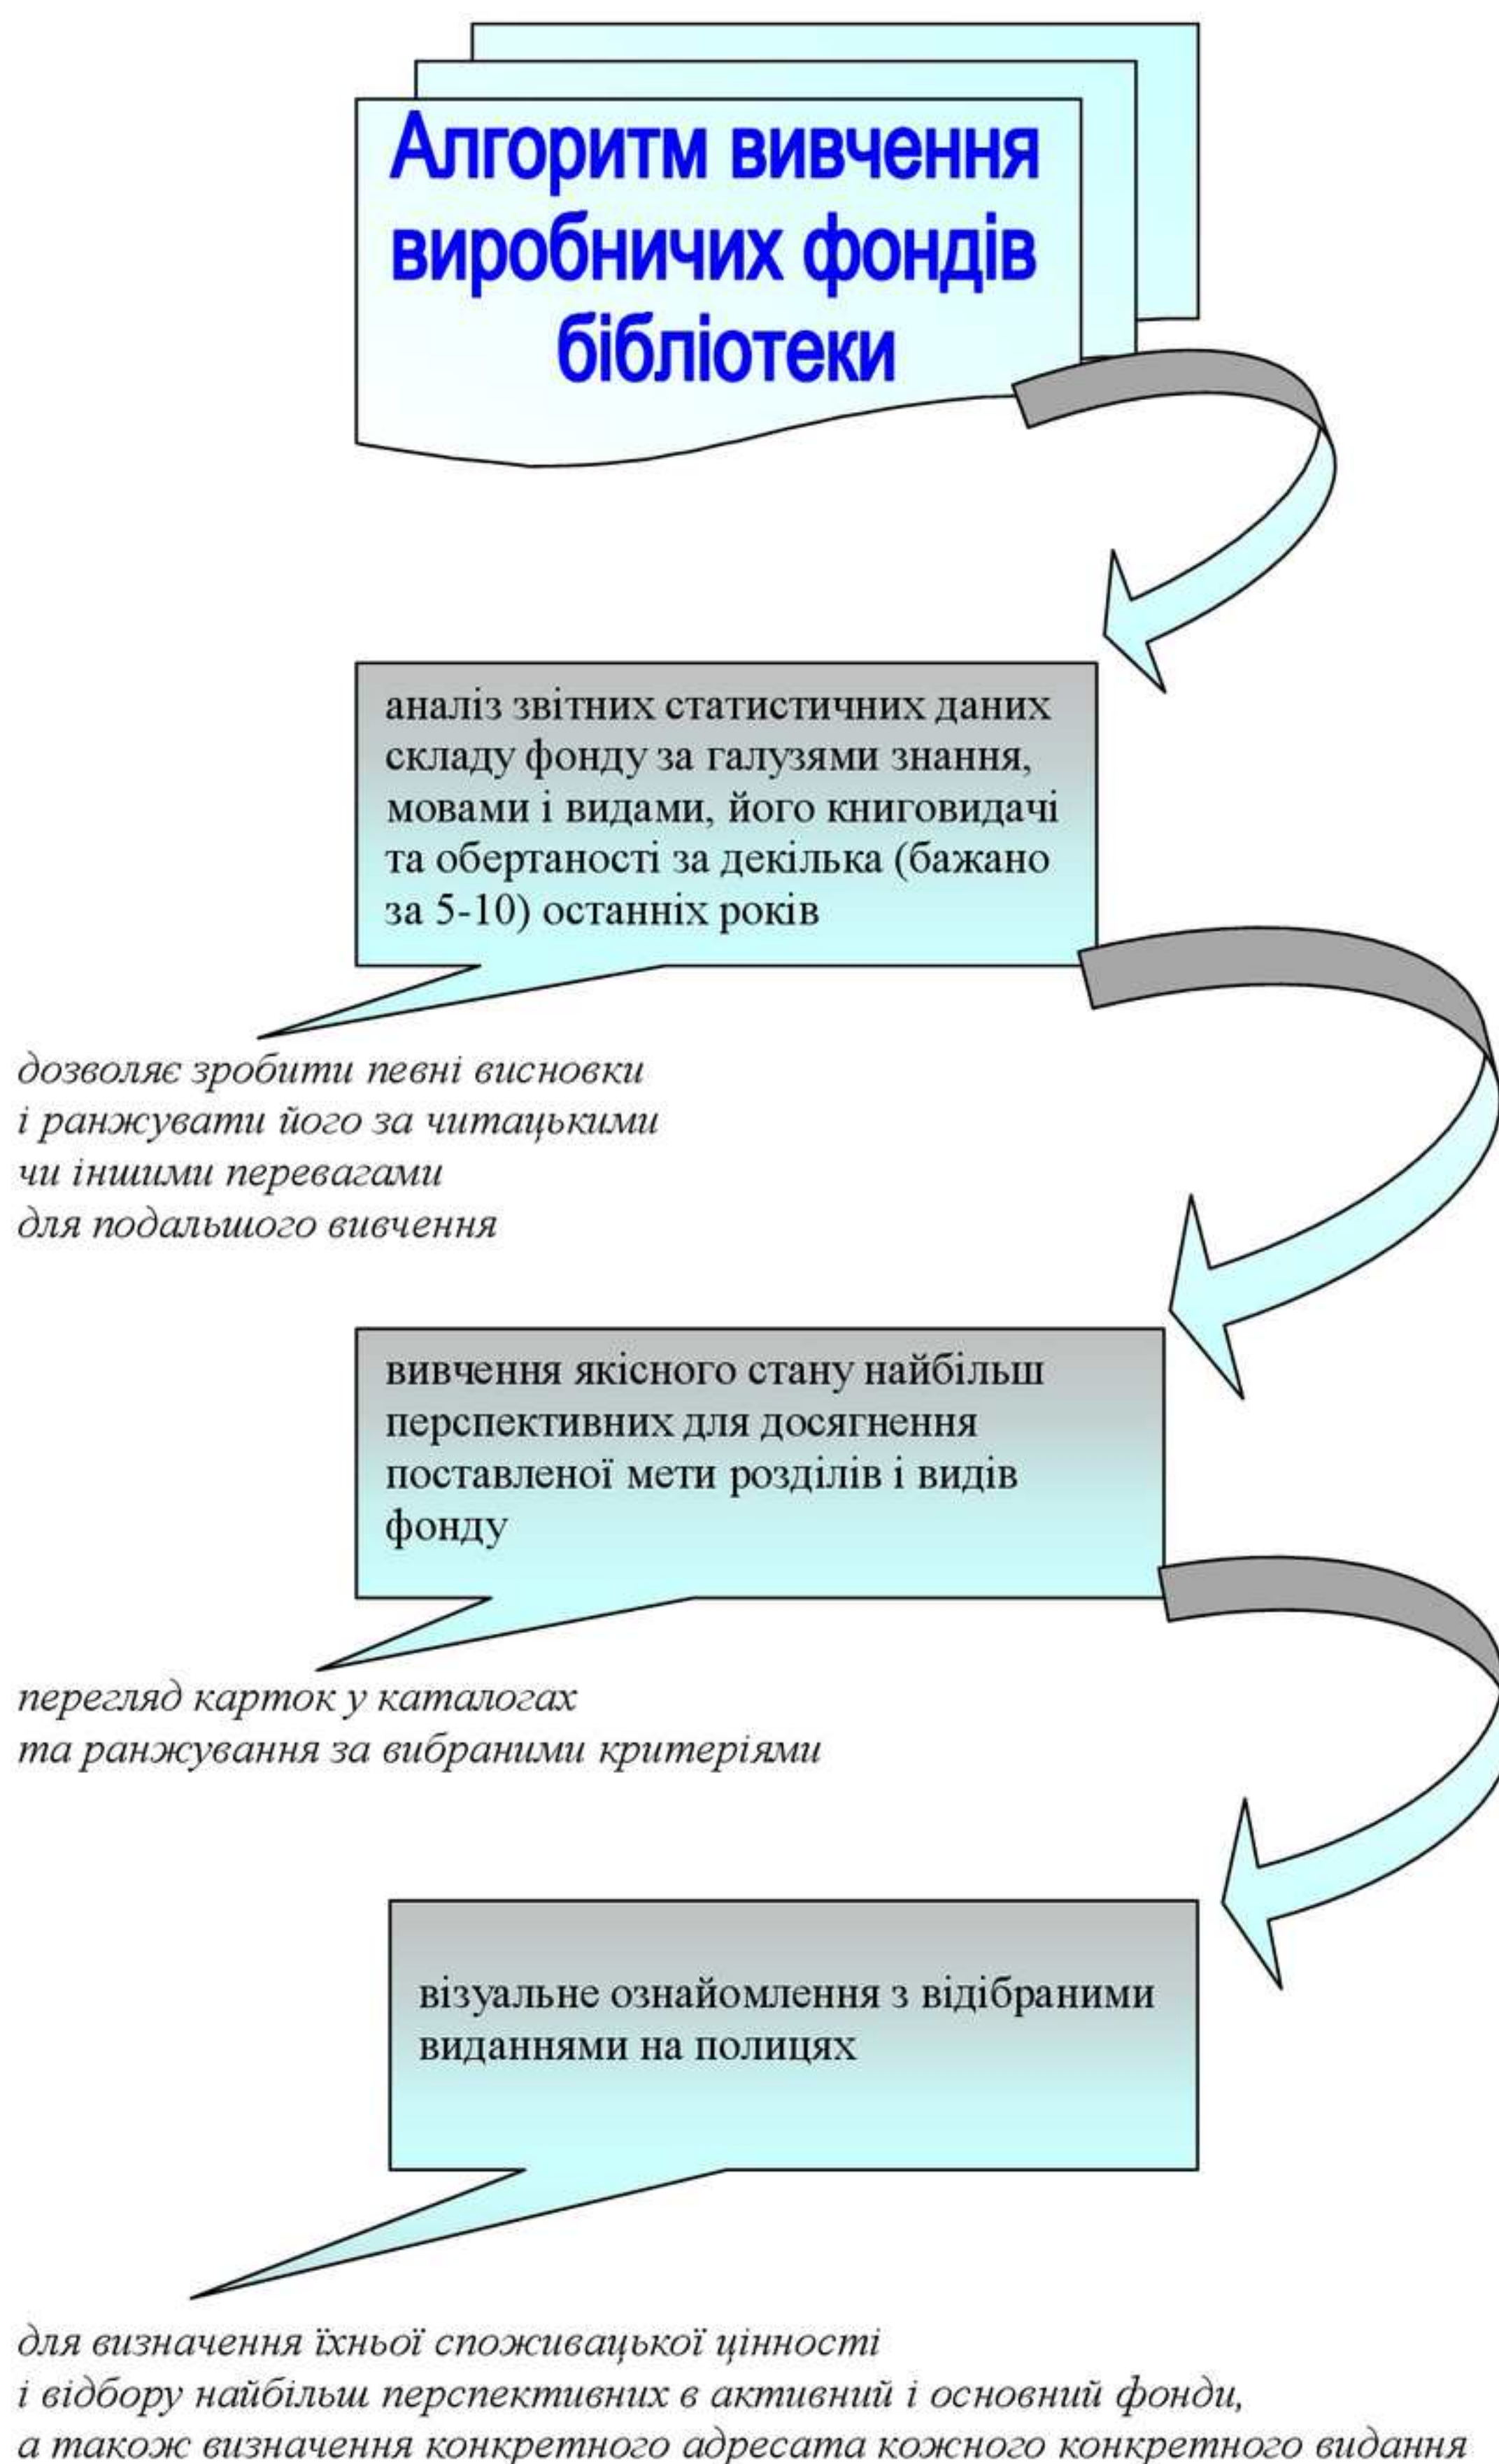 Алгоритм вивчення
виробничих фондів
бібліотеки
аналіз звітних статистичних даних
складу фонду за галузями знання,
мовами і видами, його книговидачі
та обертаності за декілька (бажано
за 5-10) останніх років
дозволяє зробити певні висновки
і ранжувати його за читацькими
чи іншими перевагами
для подальшого вивчення
вивчення якісного стану найбільш
перспективних для досягнення
поставленої мети розділів і видів
фонду
перегляд карток у каталогах
та ранжування за вибраними критеріями
візуальне ознайомлення з відібраними
виданнями на полицях
для визначення їхньої споживацької цінності
і відбору найбільш перспективних в активний і основний фонди,
а також визначення конкретного адресата кожного конкретного видання